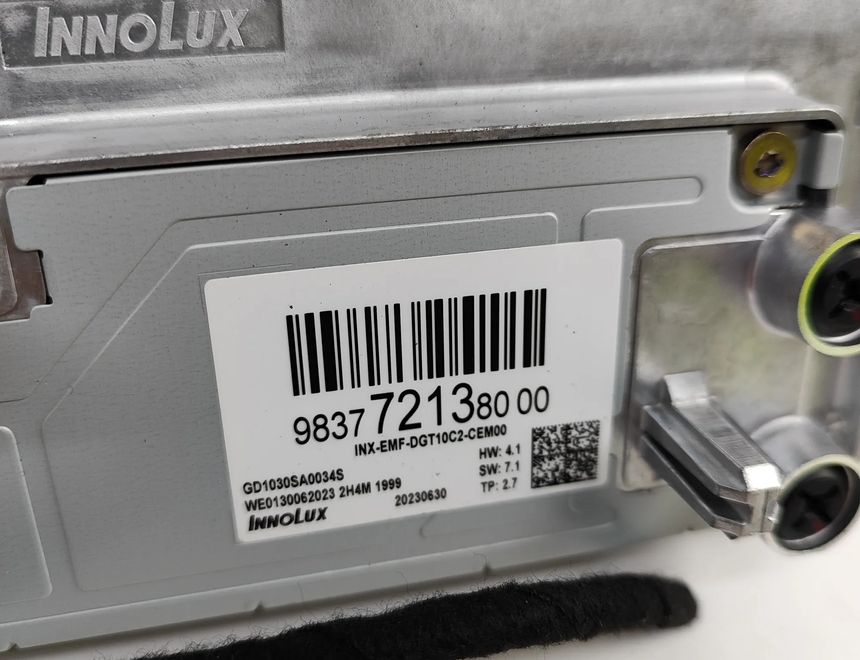 INNOLUX
9837721380 00
INX-EMF-DGT10C2-CEM00
HW: 4.1
GD1030SA0034S
SW: 7.1
WE0130062023 2H4M 1999
20230630
TP: 2.7
INNOLUX